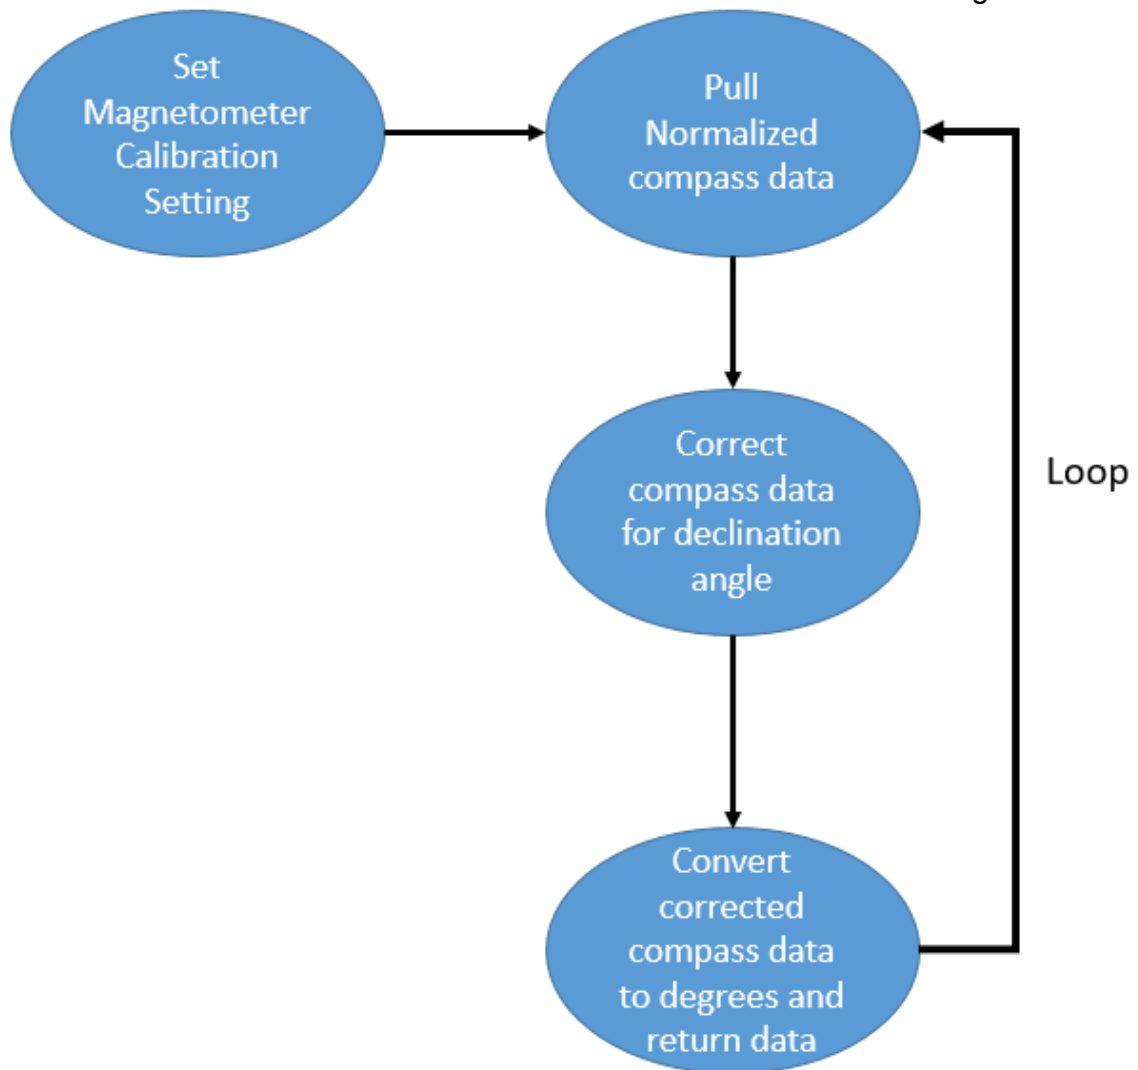 Set
Magnetometer
Calibration
Setting
Pull
Normalized
compass data
Correct
compass data
for declination
angle
Loop
Convert
corrected
compass data
to degrees and
return data